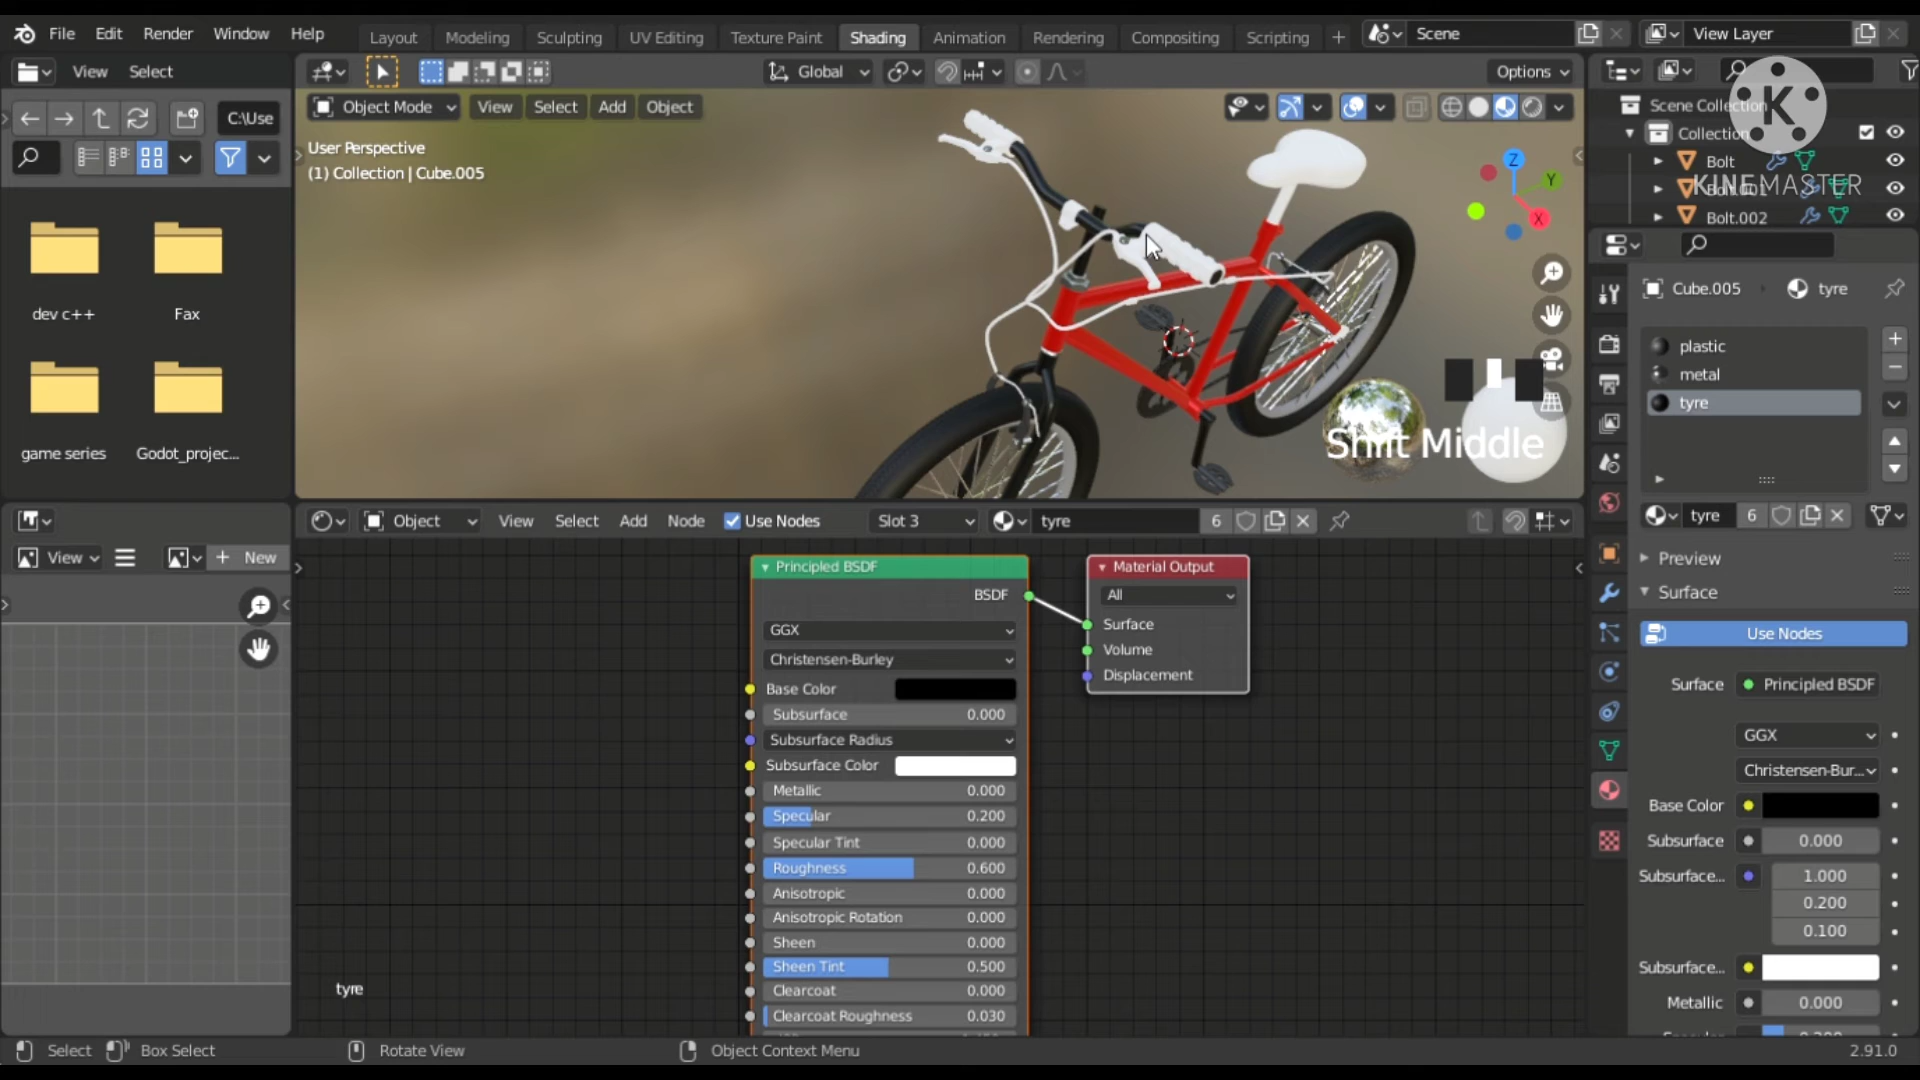 File Edit Render Window Help
Layout Modeling Sculpting UV Editing Texture Paint Shading Animation Rendering Compositing Scripting +
Scene
View Layer
View Select
Global
Options
C:\Use
Object Mode View Select Add Object
User Perspective
(1) Collection | Cube.005
Scene Collection
Collection
Bolt
Bolt.002
K
KINEMASTER
Z
Y
X
dev c++
Fax
game series
Godot_projec...
Shift Middle
Cube.005
tyre
plastic
metal
tyre
tyre 6
View
New
Object View Select Add Node Use Nodes Slot 3 tyre 6
Principled BSDF
BSDF
GGX
Christensen-Burley
Base Color
Subsurface 0.000
Subsurface Radius
Subsurface Color
Metallic 0.000
Specular 0.200
Specular Tint 0.000
Roughness 0.600
Anisotropic 0.000
Anisotropic Rotation 0.000
Sheen 0.000
Sheen Tint 0.500
Clearcoat 0.000
Clearcoat Roughness 0.030
Material Output
All
Surface
Volume
Displacement
tyre
Preview
Surface
Use Nodes
Surface Principled BSDF
GGX
Christensen-Bur...
Base Color
Subsurface 0.000
Subsurface... 1.000
0.200
0.100
Subsurface...
Metallic 0.000
Select Box Select Rotate View Object Context Menu 2.91.0